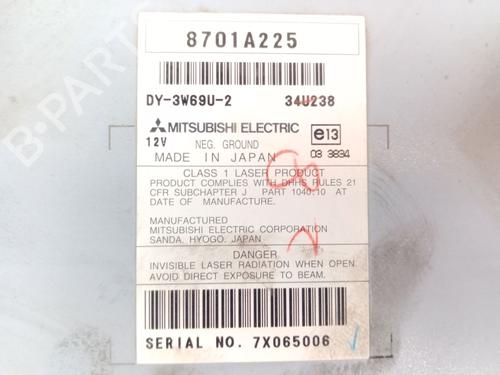 8701A225
DY-3W69U-2 34U238
MITSUBISHI ELECTRIC e13
12V NEG. GROUND 03 3834
MADE IN JAPAN
CLASS 1 LASER PRODUCT
PRODUCT COMPLIES WITH DHHS RULES 21
CFR SUBCHAPTER J PART 1040.10 AT
DATE OF MANUFACTURE.
MANUFACTURED
MITSUBISHI ELECTRIC CORPORATION
SANDA, HYOGO, JAPAN
DANGER
INVISIBLE LASER RADIATION WHEN OPEN.
AVOID DIRECT EXPOSURE TO BEAM.
SERIAL NO. 7X065006
B-PARTS